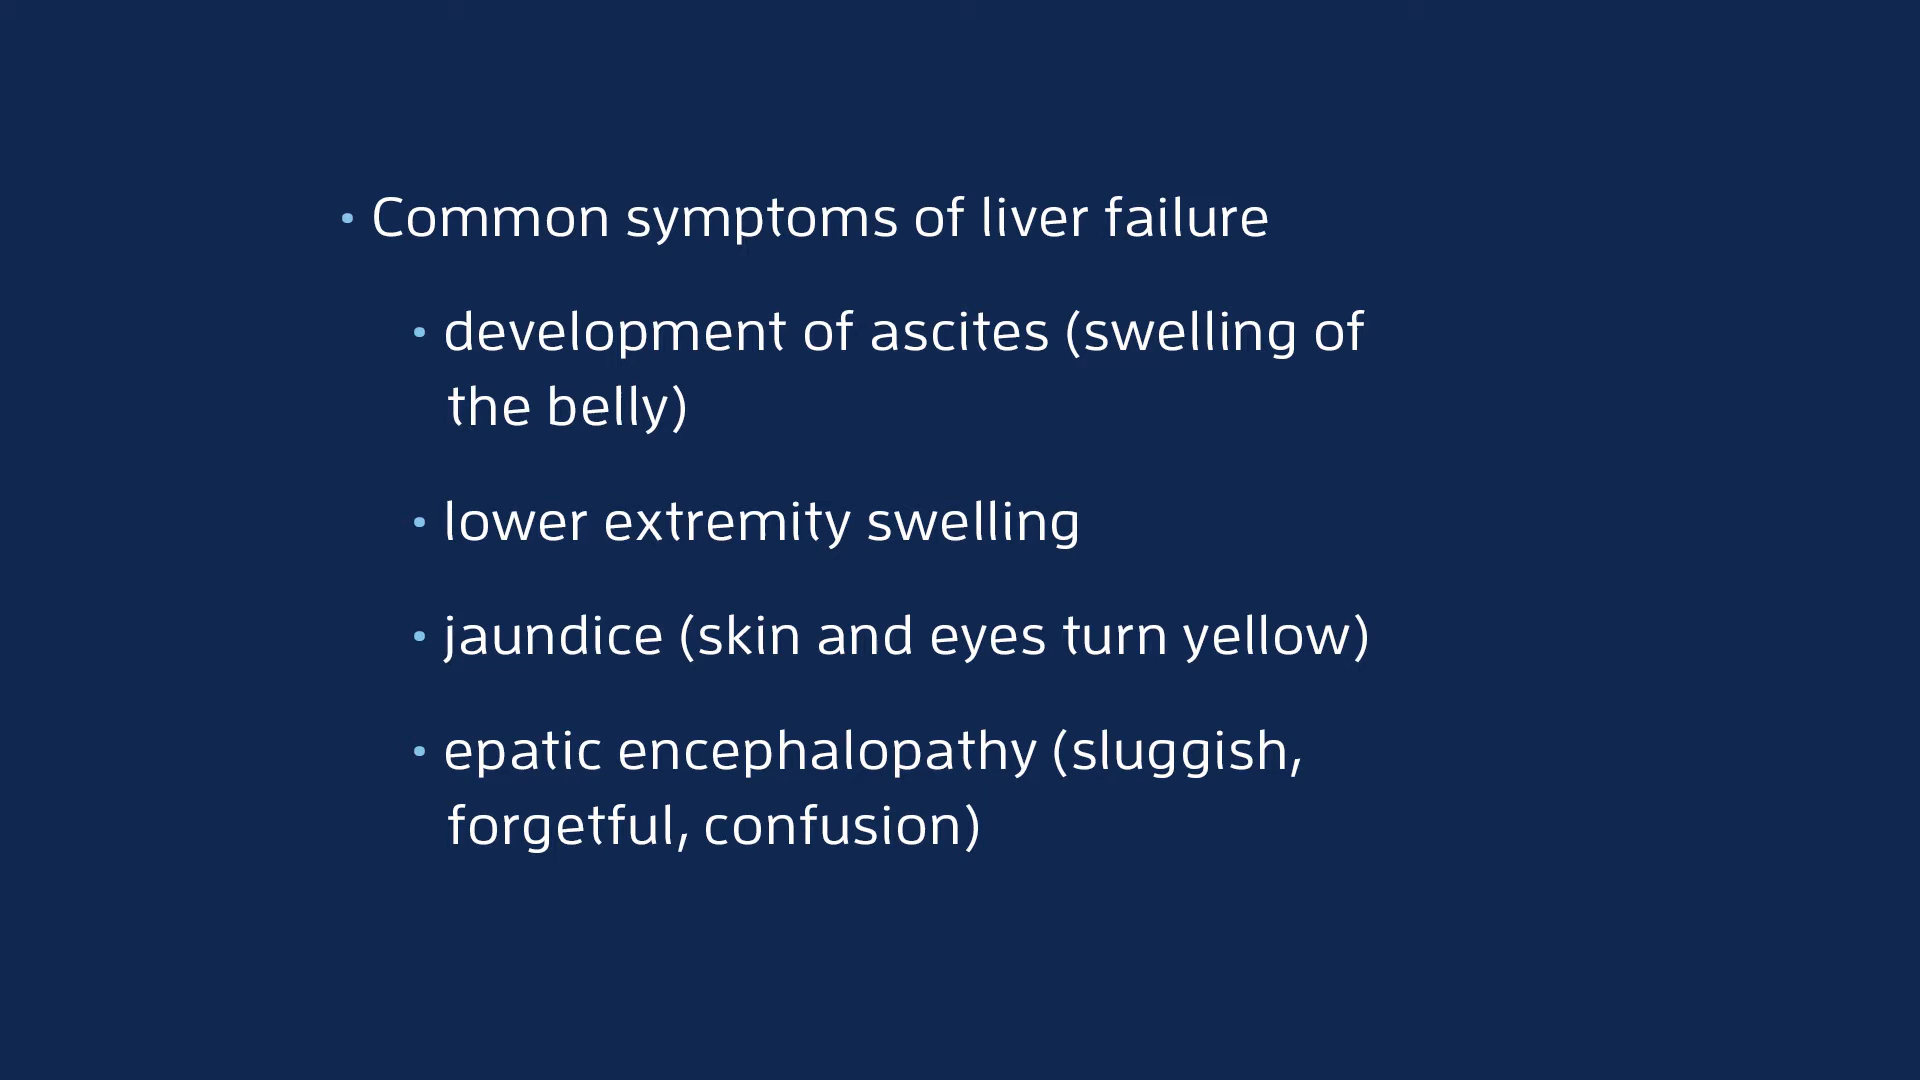 • Common symptoms of liver failure
• development of ascites (swelling of
the belly)
• lower extremity swelling
• jaundice (skin and eyes turn yellow)
• epatic encephalopathy (sluggish,
forgetful, confusion)